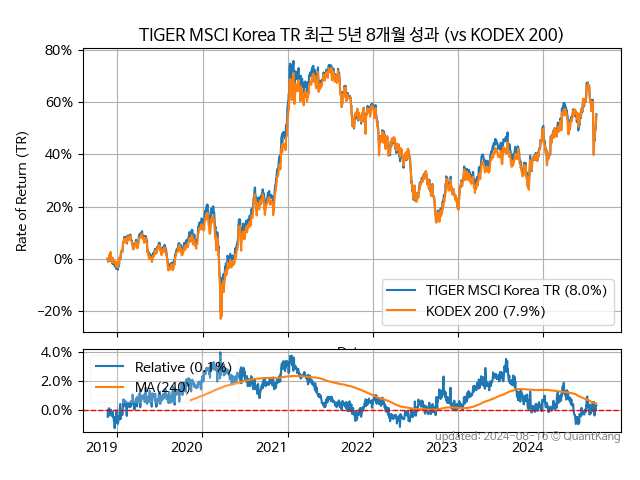 TIGER MSCI Korea TR 최근 5년 8개월 성과 (vs KODEX 200)
80%
60%
40%
20%
0%
−20%
Rate of Return (TR)
TIGER MSCI Korea TR (8.0%)
KODEX 200 (7.9%)
4.0%
2.0%
0.0%
Relative (0.1%)
MA(240)
2019
2020
2021
2022
2023
2024
updated: 2024-08-16 © QuantKang